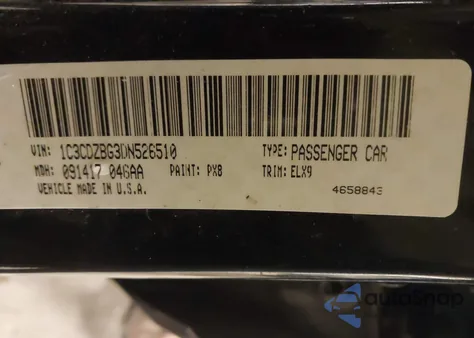 VIN: 1C3CDZBG3DN526510 TYPE: PASSENGER CAR
MDH: 091417 046AA PAINT: PX8 TRIM: ELX9
VEHICLE MADE IN U.S.A. 4658843
autosnap